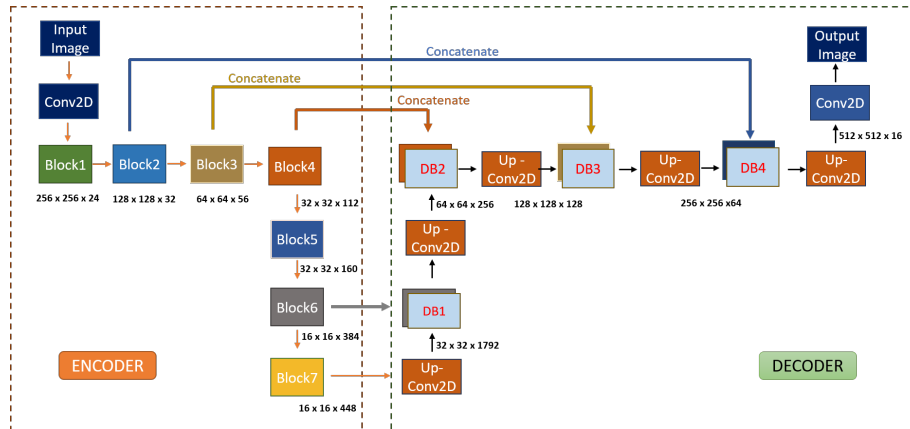 Input
Image
Conv2D
Block1
256 x 256 x 24
Block2
128 x 128 x 32
Block3
64 x 64 x 56
Block4
32 x 32 x 112
Block5
32 x 32 x 160
Block6
16 x 16 x 384
Block7
16 x 16 x 448
ENCODER
Concatenate
Concatenate
Concatenate
Up-
Conv2D
32 x 32 x 1792
DB1
Up -
Conv2D
64 x 64 x 256
DB2
Up -
Conv2D
128 x 128 x 128
DB3
Up-
Conv2D
256 x 256 x64
DB4
Up-
Conv2D
512 x 512 x 16
Conv2D
Output
Image
DECODER